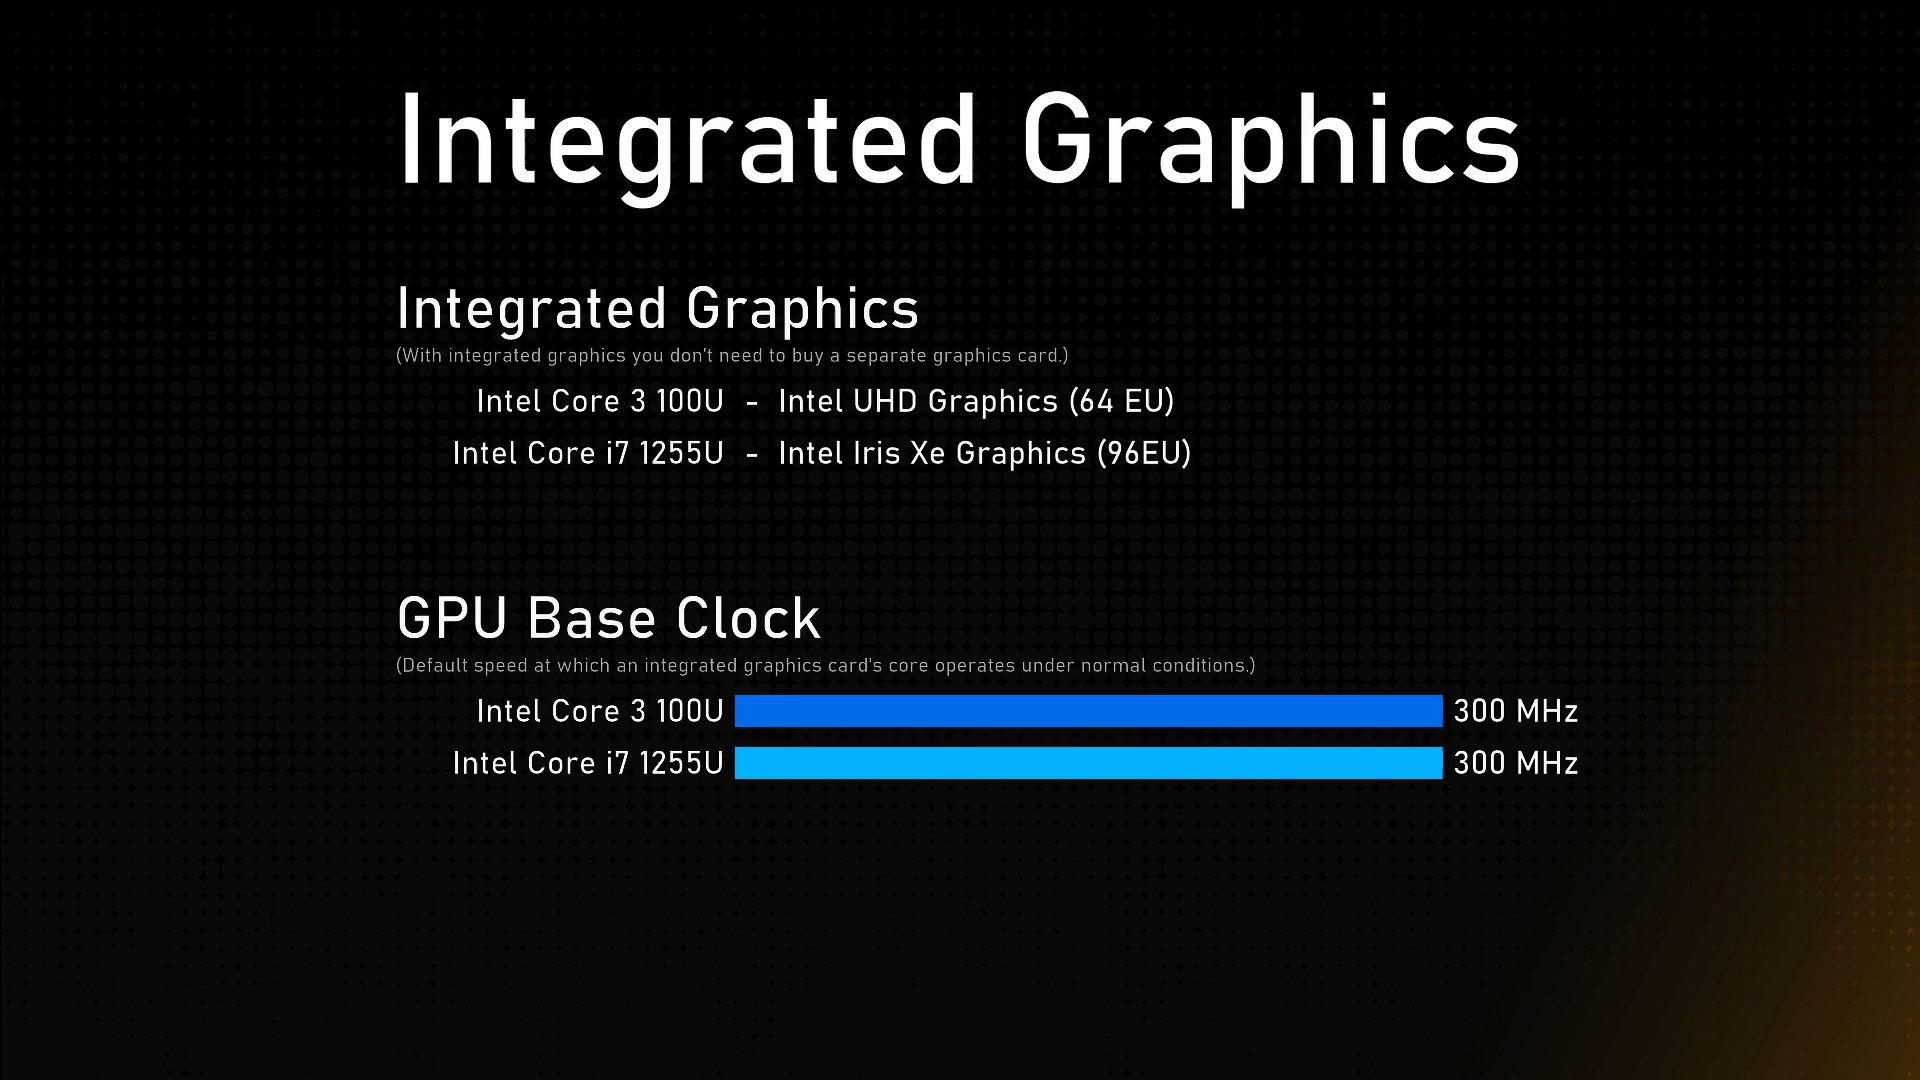 Integrated Graphics
Integrated Graphics
(With integrated graphics you don't need to buy a separate graphics card.)
Intel Core 3 100U - Intel UHD Graphics (64 EU)
Intel Core i7 1255U - Intel Iris Xe Graphics (96EU)
GPU Base Clock
(Default speed at which an integrated graphics card's core operates under normal conditions.)
Intel Core 3 100U 300 MHz
Intel Core i7 1255U 300 MHz